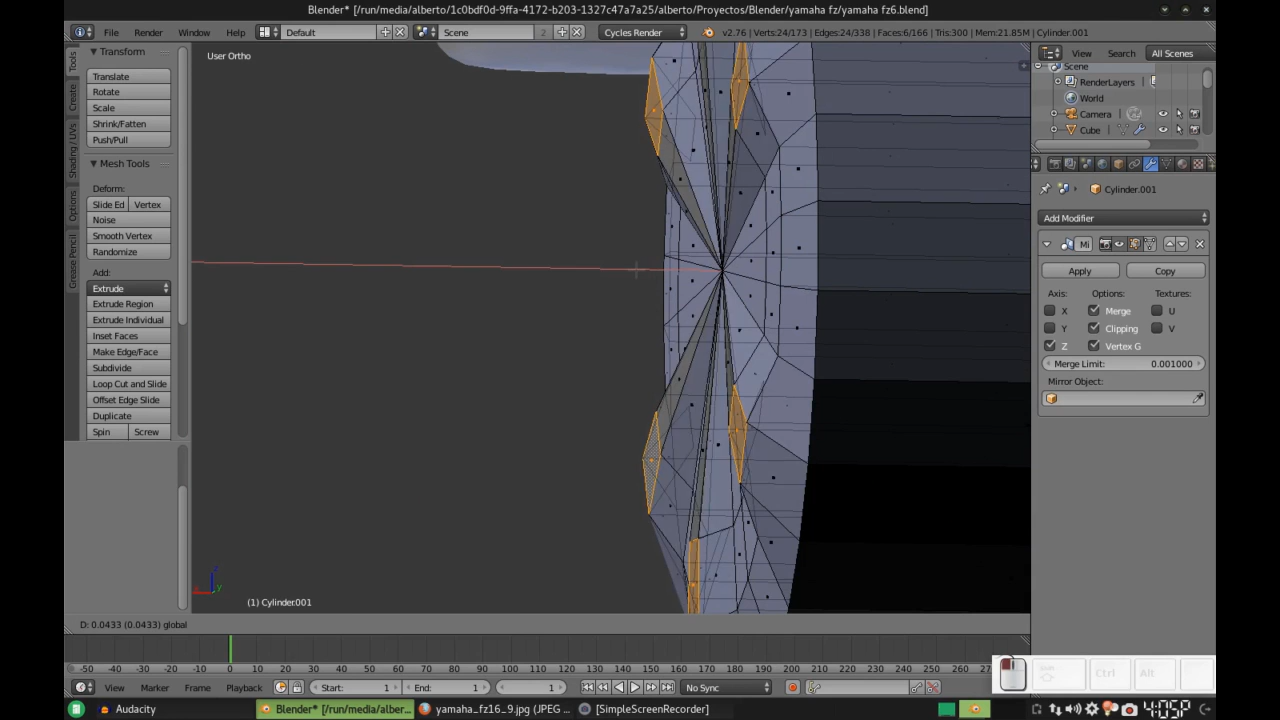 Blender* [/run/media/alberto/1c0bdf0d-9ffa-4172-b203-1327c47a7a25/alberto/Proyectos/Blender/yamaha fz/yamaha fz6.blend]
File Render Window Help Default Scene 2 Cycles Render v2.76 | Verts:24/173 | Edges:24/338 | Faces:6/166 | Tris:300 | Mem:21.85M | Cylinder.001
Tools
Create
Shading / UVs
Options
Grease Pencil
Transform
Translate
Rotate
Scale
Shrink/Fatten
Push/Pull
Mesh Tools
Deform:
Slide Ed Vertex
Noise
Smooth Vertex
Randomize
Add:
Extrude
Extrude Region
Extrude Individual
Inset Faces
Make Edge/Face
Subdivide
Loop Cut and Slide
Offset Edge Slide
Duplicate
Spin Screw
User Ortho
(1) Cylinder.001
View Search All Scenes
Scene
RenderLayers
World
Camera
Cube
Cylinder.001
Add Modifier
Mi
Apply Copy
Axis: Options: Textures:
X Merge U
Y Clipping V
Z Vertex G
Merge Limit: 0.001000
Mirror Object:
D: 0.0433 (0.0433) global
-50 -40 -30 -20 -10 0 10 20 30 40 50 60 70 80 90 100 110 120 130 140 150 160 170 180 190 200 210 220 230 240 250 260 27
View Marker Frame Playback Start: 1 End: 1 1 No Sync
Ctrl Alt
Audacity Blender* [/run/media/alber... yamaha_fz16_9.jpg (JPEG ... [SimpleScreenRecorder] 4:05P